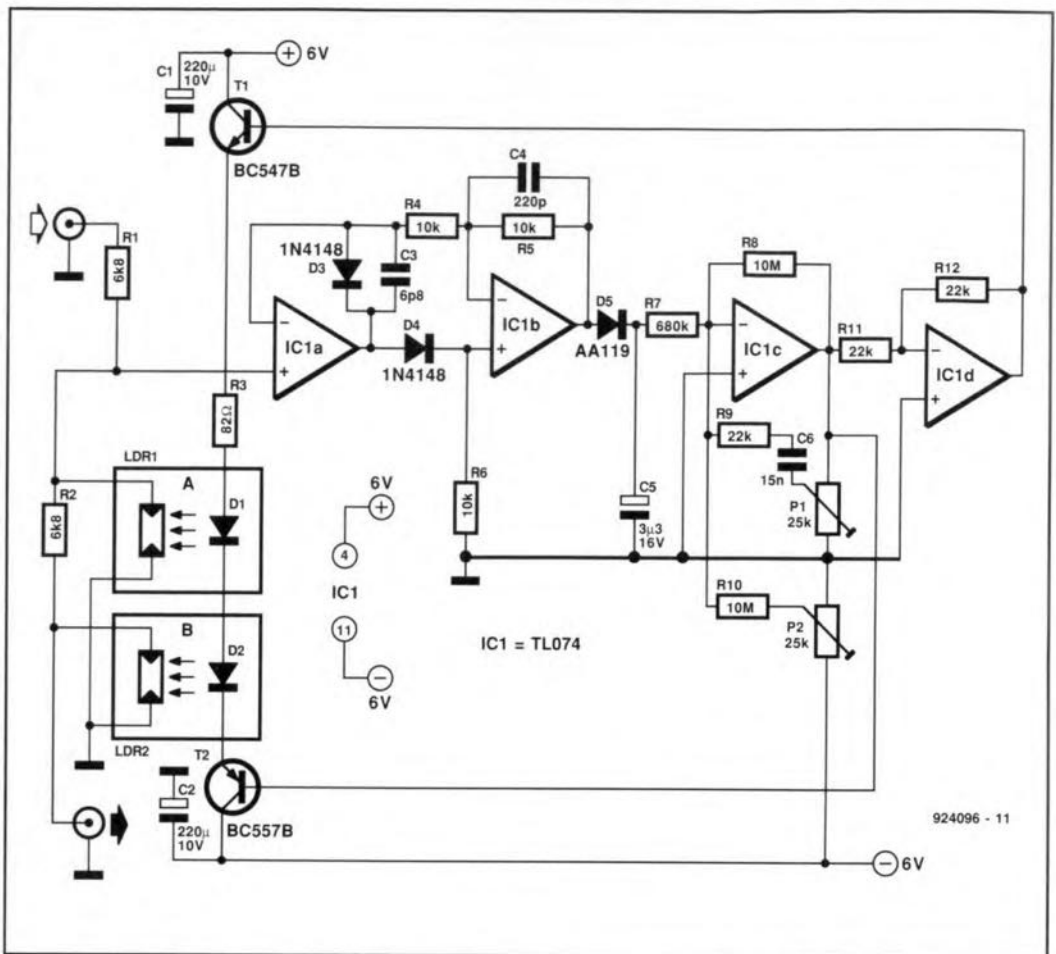 C1
220µ
10V
+ 6V
T1
BC547B
R1
6k8
R4
10k
C4
220p
10k
R5
1N4148
D3
C3
6p8
IC1a
D4
1N4148
IC1b
D5
AA119
R7
680k
R8
10M
IC1c
R11
22k
R12
22k
IC1d
R3
82Ω
R9
22k
C6
15n
P1
25k
LDR1
A
D1
R2
6k8
R6
10k
C5
3µ3
16V
6V
+
4
IC1
11
−
6V
R10
10M
P2
25k
IC1 = TL074
B
D2
LDR2
T2
C2
220µ
10V
BC557B
924096 - 11
− 6V
−
+
−
+
−
+
−
+